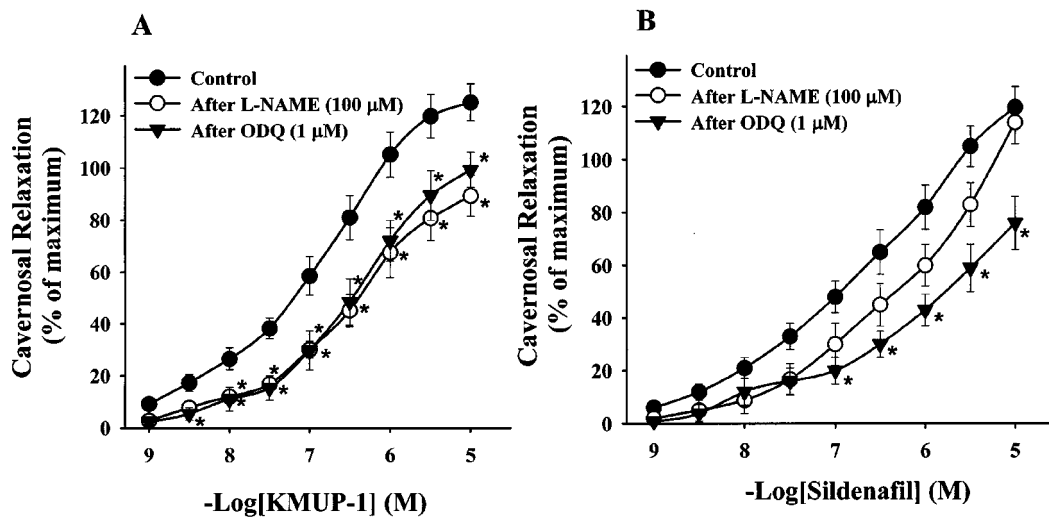 A
Control
After L-NAME (100 µM)
After ODQ (1 µM)
Cavernosal Relaxation
(% of maximum)
120
100
80
60
40
20
0
* * * * * * * * * * * * * *
9 8 7 6 5
-Log[KMUP-1] (M)
B
Control
After L-NAME (100 µM)
After ODQ (1 µM)
Cavernosal Relaxation
(% of maximum)
120
100
80
60
40
20
0
* * * * *
9 8 7 6 5
-Log[Sildenafil] (M)